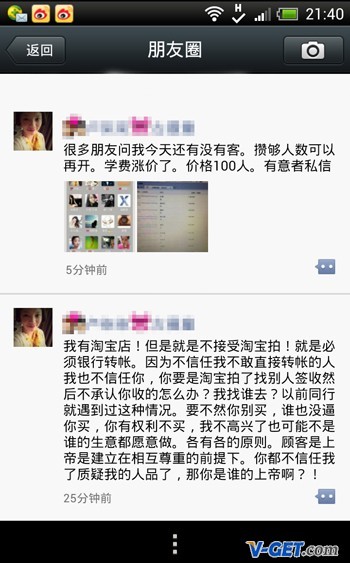 H
21:40
返回
朋友圈
很多朋友问我今天还有没有客。攒够人数可以
再开。学费涨价了。价格100人。有意者私信
5分钟前
我有淘宝店！但是就是不接受淘宝拍！就是必
须银行转帐。因为不信任我不敢直接转帐的人
我也不信任你，你要是淘宝拍了找别人签收然
后不承认你收的怎么办？我找谁去？以前同行
就遇到过这种情况。要不然你别买，谁也没逼
你买，你有权利不买，我不高兴了也可能不是
谁的生意都愿意做。各有各的原则。顾客是上
帝是建立在相互尊重的前提下。你都不信任我
了质疑我的人品了，那你是谁的上帝啊？！
25分钟前
V-GET.com